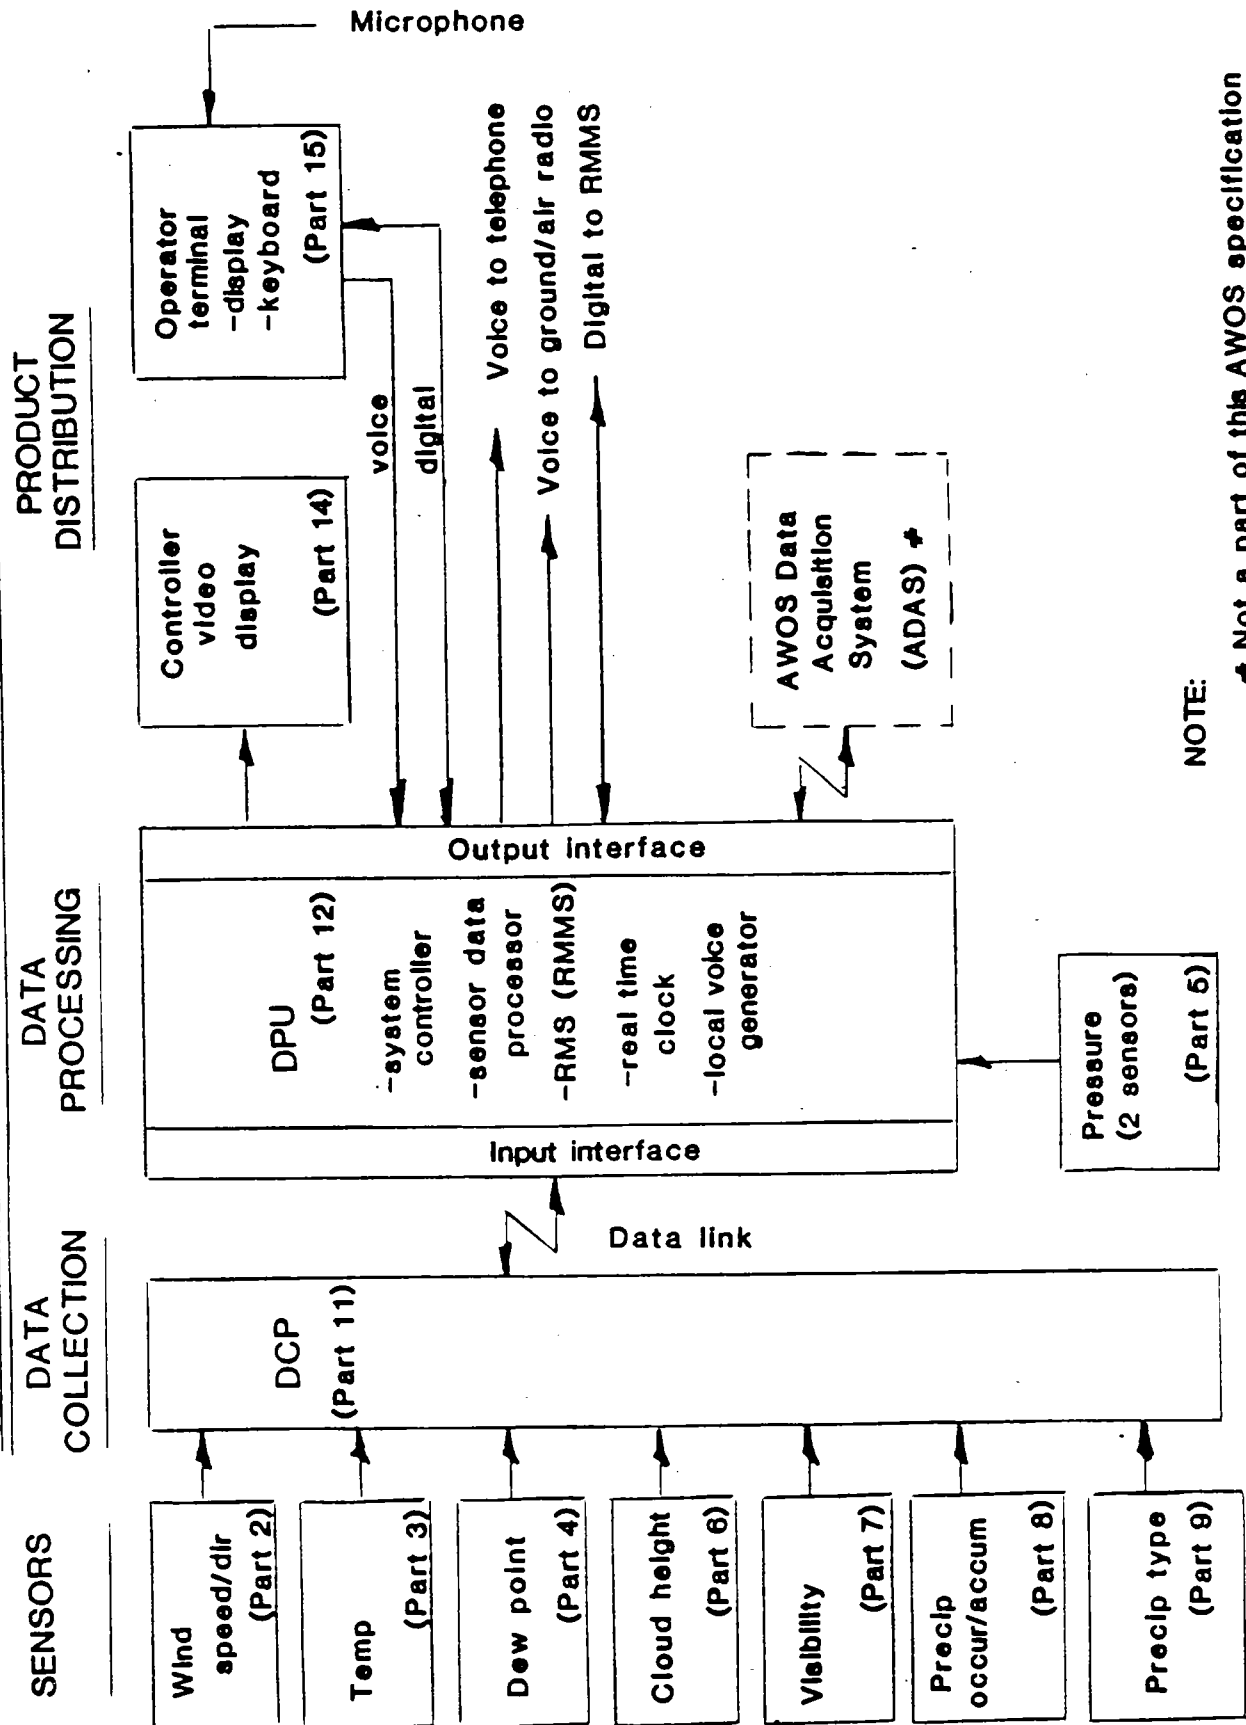 SENSORS
DATA
COLLECTION
DATA
PROCESSING
PRODUCT
DISTRIBUTION
Wind
speed/dir
(Part 2)
Temp
(Part 3)
Dew point
(Part 4)
Cloud height
(Part 6)
Visibility
(Part 7)
Precip
occur/accum
(Part 8)
Precip type
(Part 9)
DCP
(Part 11)
Data link
Input interface
DPU
(Part 12)
-system
controller
-sensor data
processor
-RMS (RMMS)
-real time
clock
-local voice
generator
Output interface
Pressure
(2 sensors)
(Part 5)
Controller
video
display
(Part 14)
Operator
terminal
-display
-keyboard
(Part 15)
Microphone
voice
digital
Voice to telephone
Voice to ground/air radio
Digital to RMMS
AWOS Data
Acquisition
System
(ADAS) #
NOTE:
# Not a part of this AWOS specification